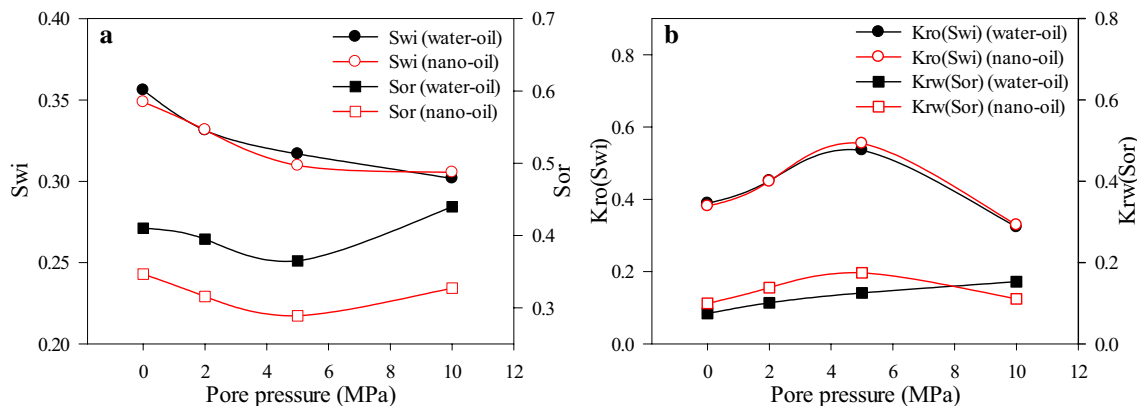 a
Swi (water-oil)
Swi (nano-oil)
Sor (water-oil)
Sor (nano-oil)
0.40
0.35
0.30
0.25
0.20
Swi
0.7
0.6
0.5
0.4
0.3
Sor
0 2 4 6 8 10 12
Pore pressure (MPa)
b
Kro(Swi) (water-oil)
Kro(Swi) (nano-oil)
Krw(Sor) (water-oil)
Krw(Sor) (nano-oil)
0.8
0.6
0.4
0.2
0.0
Kro(Swi)
0.8
0.6
0.4
0.2
0.0
Krw(Sor)
0 2 4 6 8 10 12
Pore pressure (MPa)